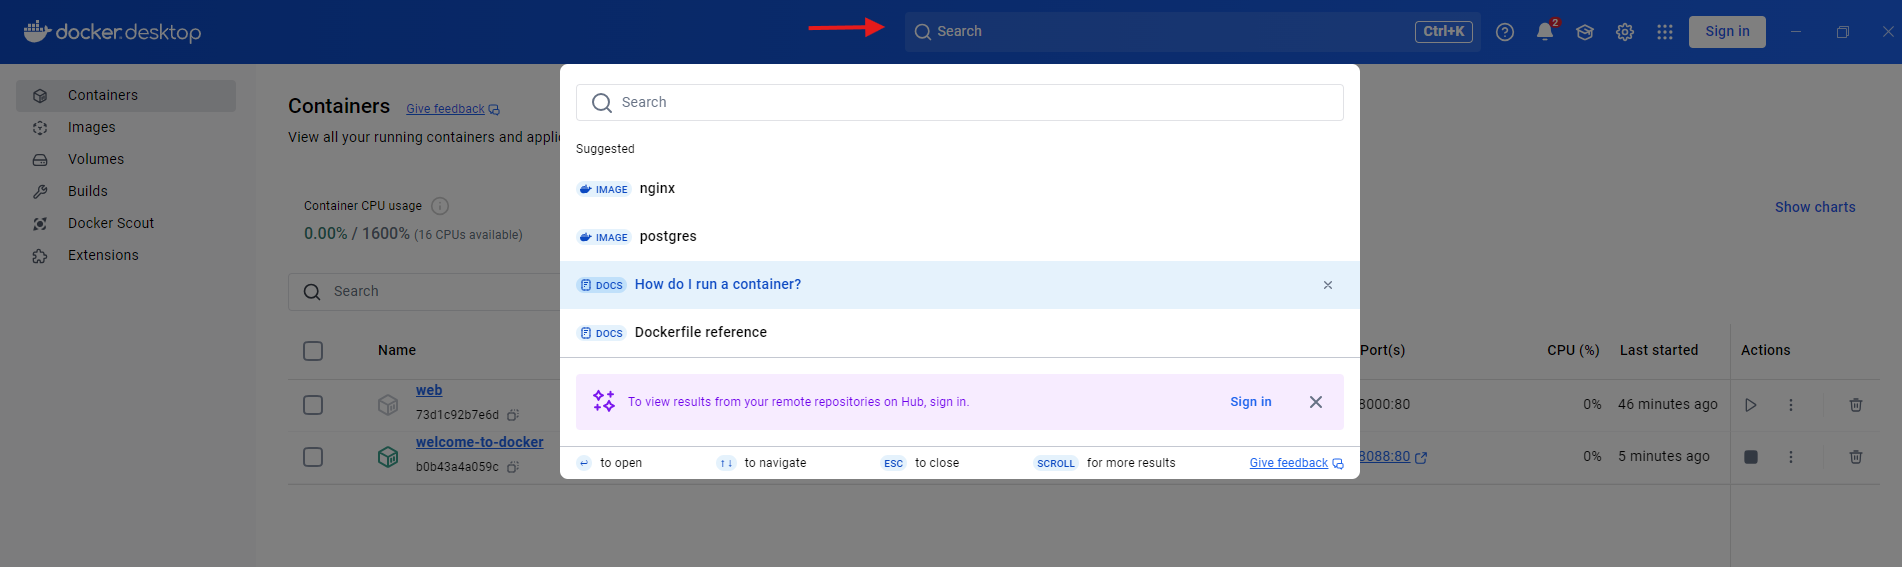 docker.desktop
Search
Ctrl+K
2
Sign in
Containers
Images
Volumes
Builds
Docker Scout
Extensions
Containers Give feedback
View all your running containers and appli
Container CPU usage
0.00% / 1600% (16 CPUs available)
Show charts
Search
Name Port(s) CPU (%) Last started Actions
web
73d1c92b7e6d 8000:80 0% 46 minutes ago
welcome-to-docker
b0b43a4a059c 8088:80 0% 5 minutes ago
Search
Suggested
IMAGE nginx
IMAGE postgres
DOCS How do I run a container?
DOCS Dockerfile reference
To view results from your remote repositories on Hub, sign in. Sign in
to open ↑↓ to navigate ESC to close SCROLL for more results Give feedback